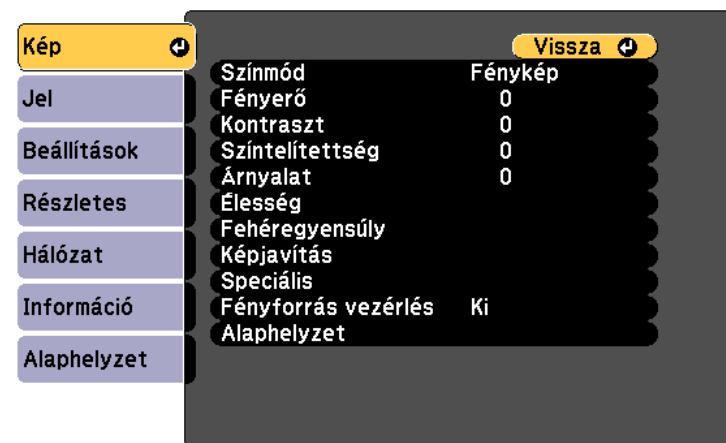 Kép
Jel
Beállítások
Részletes
Hálózat
Információ
Alaphelyzet
Vissza
Színmód Fénykép
Fényerő 0
Kontraszt 0
Színtelítettség 0
Árnyalat 0
Élesség
Fehéregyensúly
Képjavítás
Speciális
Fényforrás vezérlés Ki
Alaphelyzet